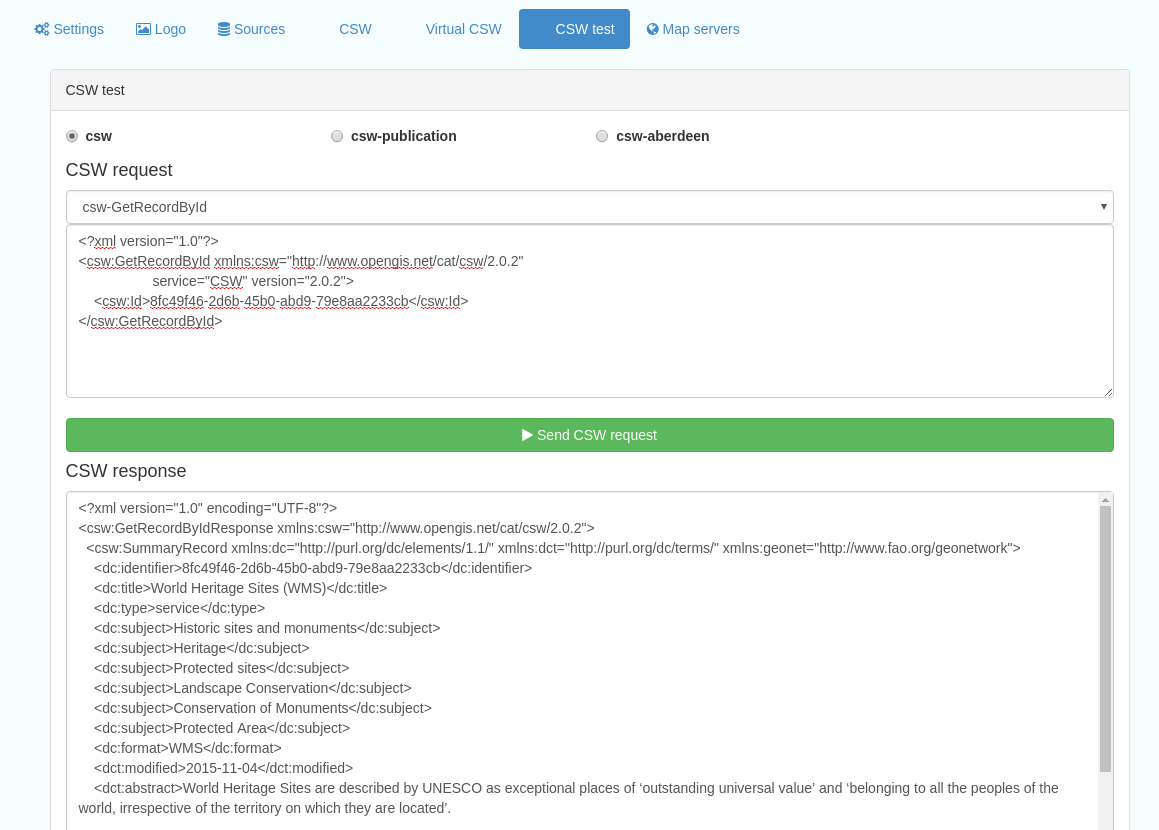 Settings Logo Sources CSW Virtual CSW CSW test Map servers
CSW test
csw csw-publication csw-aberdeen
CSW request
csw-GetRecordById
<?xml version="1.0"?>
<csw:GetRecordById xmlns:csw="http://www.opengis.net/cat/csw/2.0.2"
service="CSW" version="2.0.2">
<csw:Id>8fc49f46-2d6b-45b0-abd9-79e8aa2233cb</csw:Id>
</csw:GetRecordById>
Send CSW request
CSW response
<?xml version="1.0" encoding="UTF-8"?>
<csw:GetRecordByIdResponse xmlns:csw="http://www.opengis.net/cat/csw/2.0.2">
<csw:SummaryRecord xmlns:dc="http://purl.org/dc/elements/1.1/" xmlns:dct="http://purl.org/dc/terms/" xmlns:geonet="http://www.fao.org/geonetwork">
<dc:identifier>8fc49f46-2d6b-45b0-abd9-79e8aa2233cb</dc:identifier>
<dc:title>World Heritage Sites (WMS)</dc:title>
<dc:type>service</dc:type>
<dc:subject>Historic sites and monuments</dc:subject>
<dc:subject>Heritage</dc:subject>
<dc:subject>Protected sites</dc:subject>
<dc:subject>Landscape Conservation</dc:subject>
<dc:subject>Conservation of Monuments</dc:subject>
<dc:subject>Protected Area</dc:subject>
<dc:format>WMS</dc:format>
<dct:modified>2015-11-04</dct:modified>
<dct:abstract>World Heritage Sites are described by UNESCO as exceptional places of ‘outstanding universal value’ and ‘belonging to all the peoples of the
world, irrespective of the territory on which they are located’.